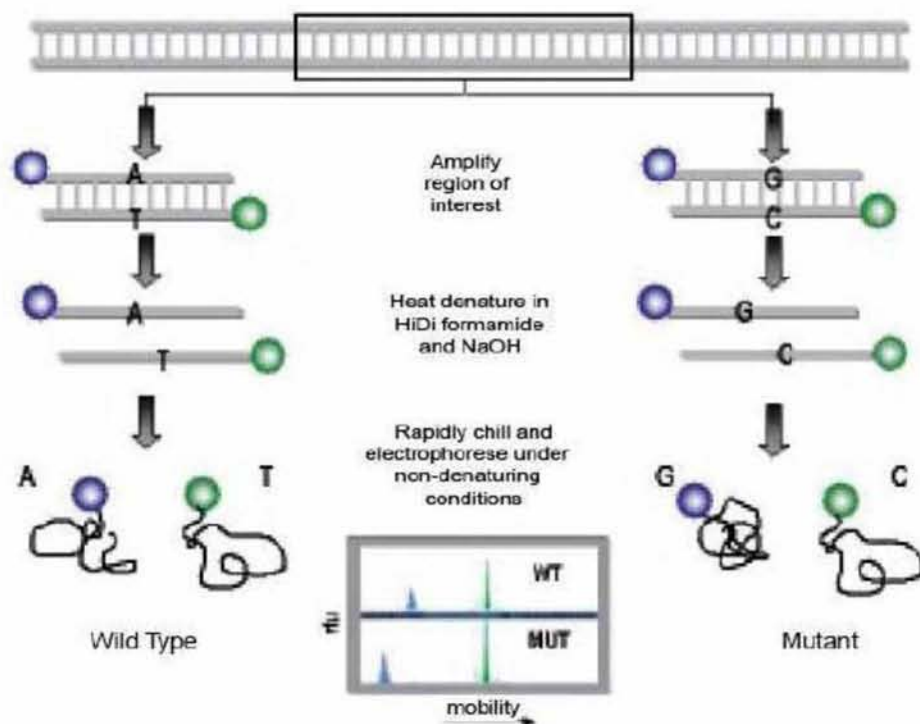 A
T
Amplify
region of
interest
G
C
A
T
Heat denature in
HiDi formamide
and NaOH
G
C
Rapidly chill and
electrophorese under
non-denaturing
conditions
A
T
G
C
Wild Type
rfu
WT
MUT
mobility
Mutant